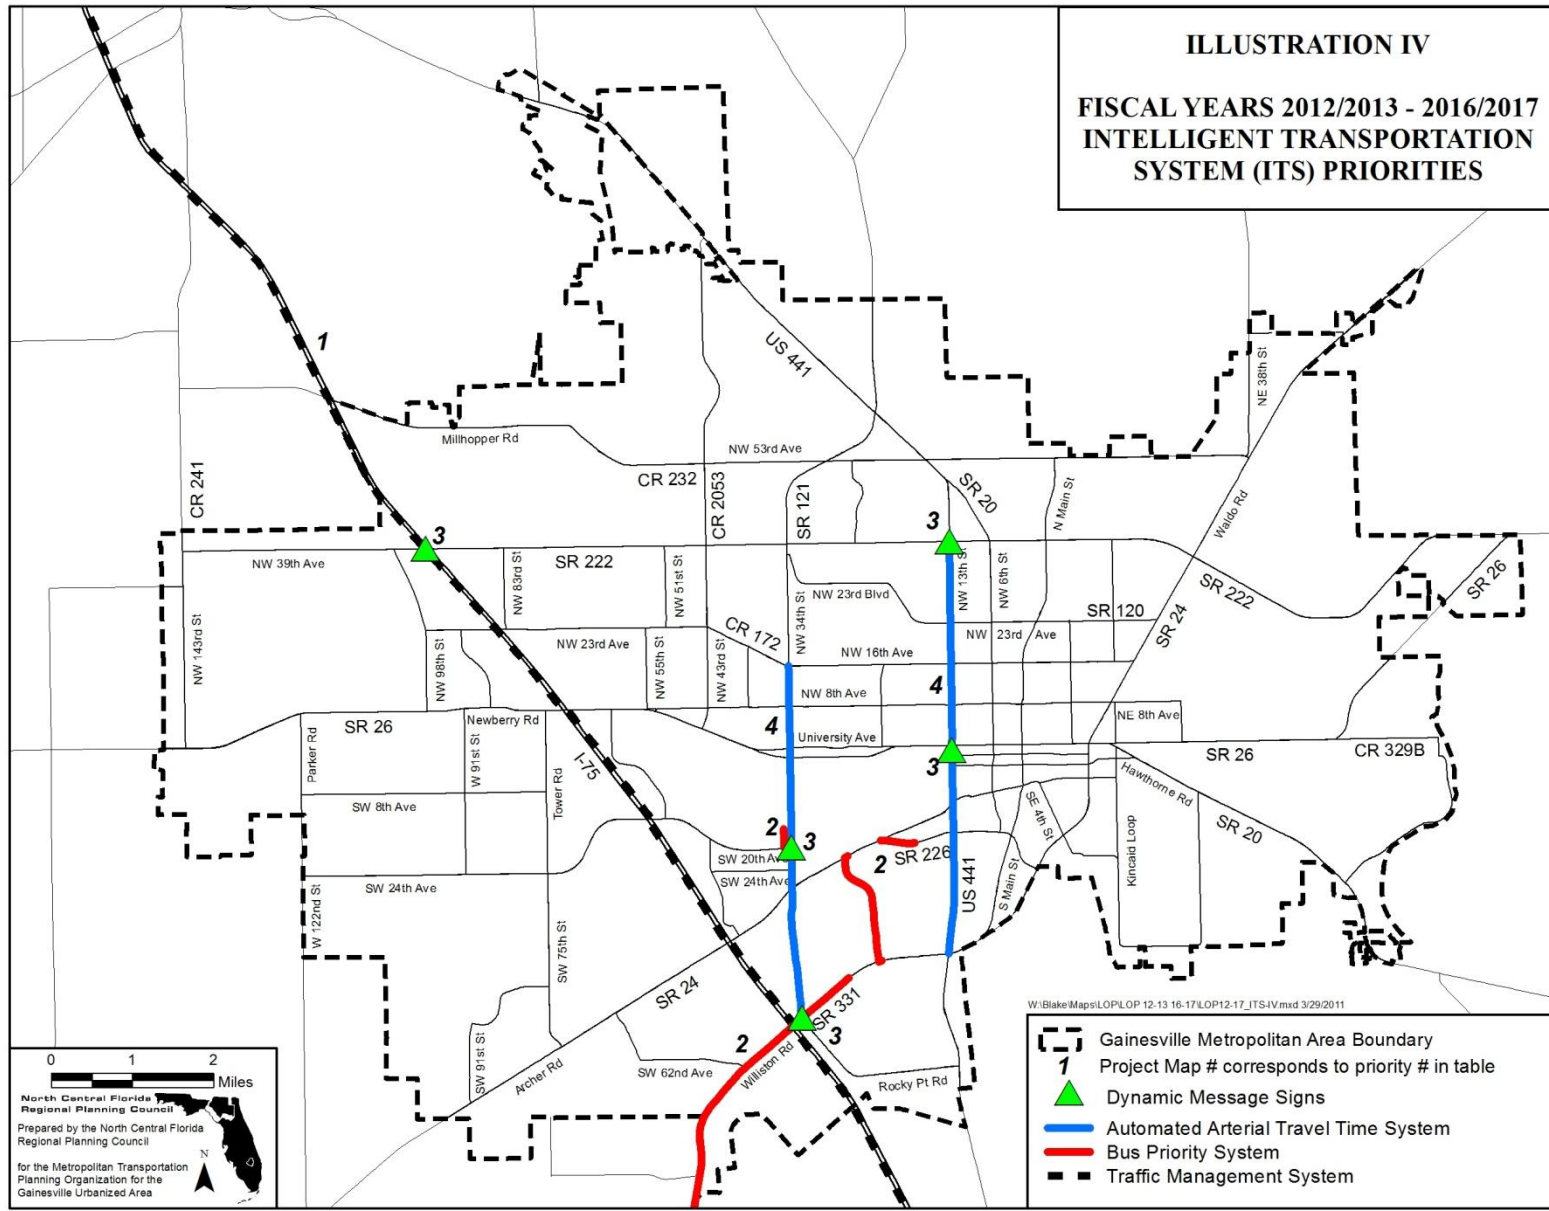 ILLUSTRATION IV
FISCAL YEARS 2012/2013 - 2016/2017
INTELLIGENT TRANSPORTATION
SYSTEM (ITS) PRIORITIES
1
US 441
NE 38th St
Millhopper Rd
NW 53rd Ave
CR 241
CR 232
CR 2053
SR 121
SR 20
N Main St
Waldo Rd
3
3
NW 39th Ave
NW 83rd St
SR 222
NW 51st St
NW 34th St
NW 23rd Blvd
NW 13th St
NW 6th St
SR 120
SR 222
SR 26
SR 24
NW 143rd St
NW 98th St
NW 23rd Ave
NW 55th St
NW 43rd St
CR 172
NW 16th Ave
NW 23rd Ave
NW 8th Ave
4
4
SR 26
Newberry Rd
University Ave
NE 8th Ave
Parker Rd
W 91st St
I-75
3
SR 26
CR 329B
Hawthorne Rd
SW 8th Ave
Tower Rd
SE 4th St
Kincaid Loop
SR 20
2
3
SW 20th Ave
2
SR 226
SW 24th Ave
SW 24th Ave
W 122nd St
US 441
S Main St
SW 75th St
SR 24
SR 331
2
3
SW 91st St
Archer Rd
SW 62nd Ave
Williston Rd
Rocky Pt Rd
W:\Blake\Maps\LOP\LOP 12-13 16-17\LOP12-17_ITS-IV.mxd 3/29/2011
Gainesville Metropolitan Area Boundary
1 Project Map # corresponds to priority # in table
Dynamic Message Signs
Automated Arterial Travel Time System
Bus Priority System
Traffic Management System
0 1 2
Miles
North Central Florida
Regional Planning Council
Prepared by the North Central Florida
Regional Planning Council
N
for the Metropolitan Transportation
Planning Organization for the
Gainesville Urbanized Area